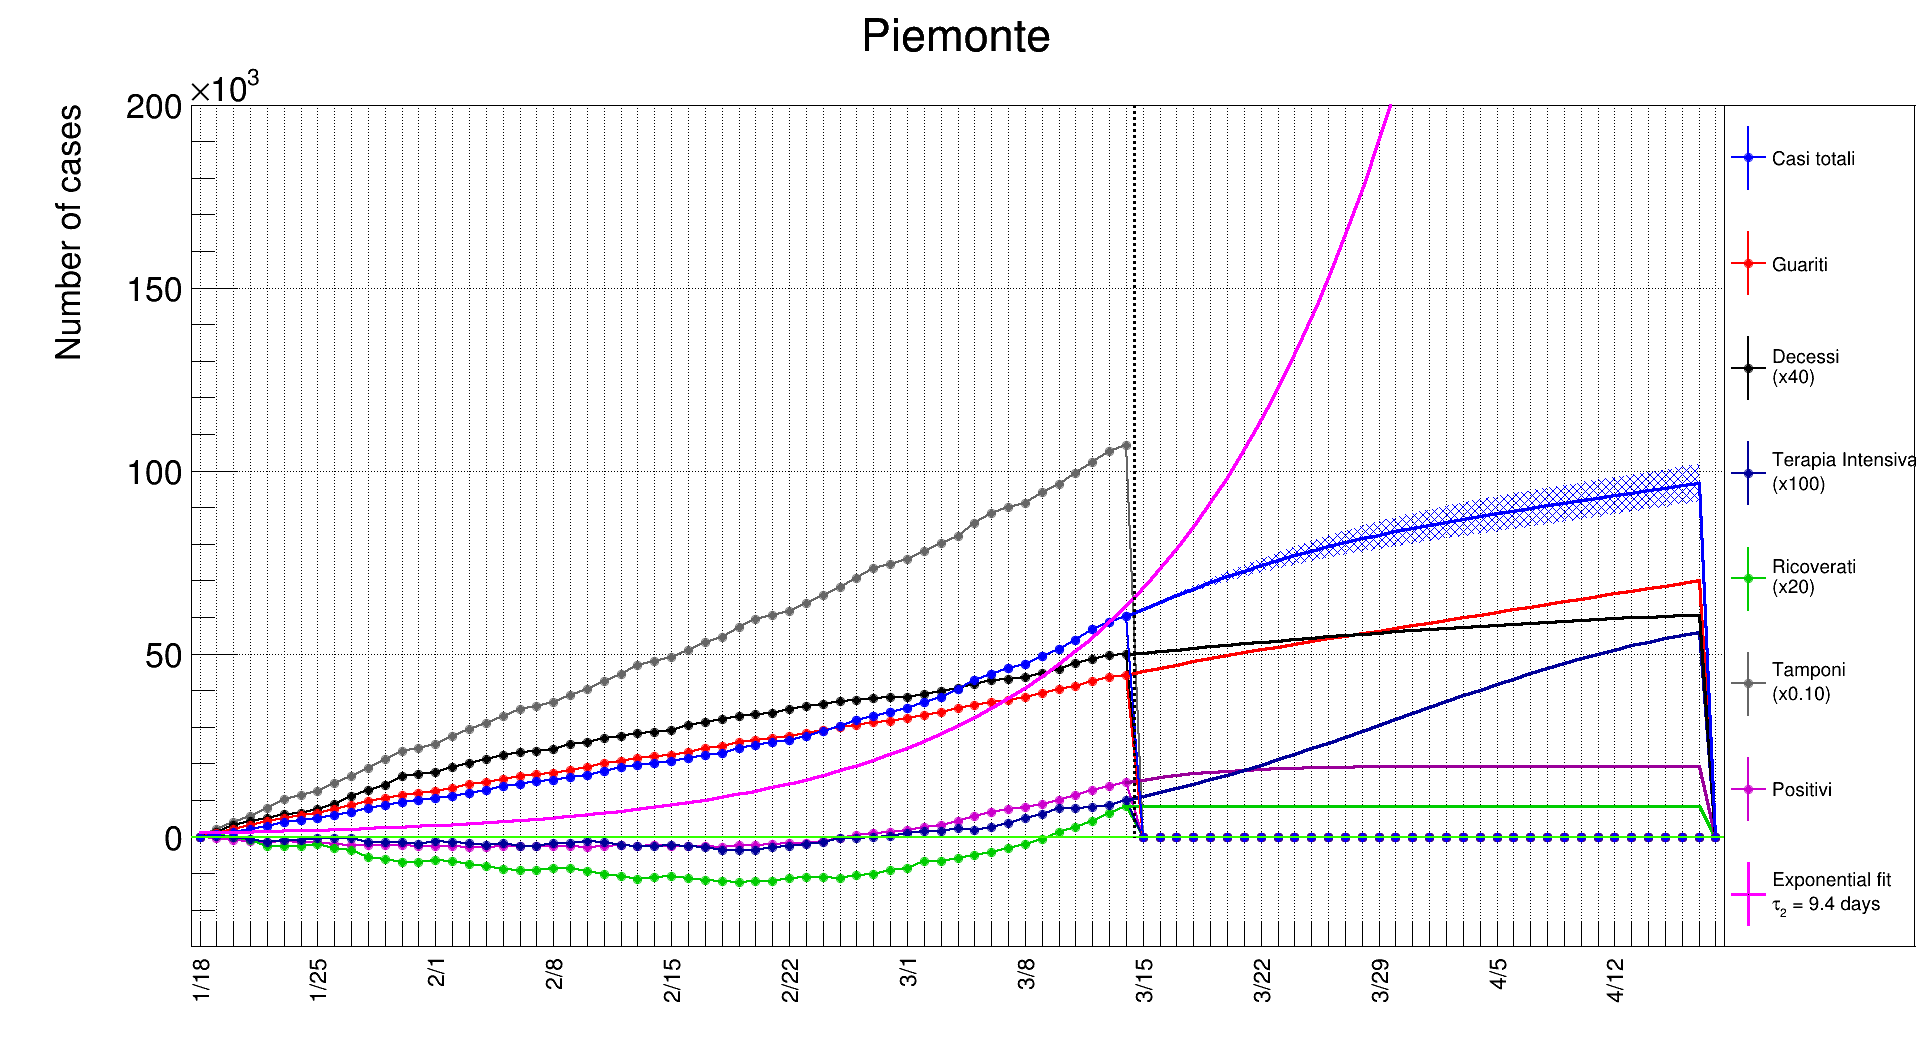 Piemonte
×10³
Number of cases
200
150
100
50
0
1/18
1/25
2/1
2/8
2/15
2/22
3/1
3/8
3/15
3/22
3/29
4/5
4/12
Casi totali
Guariti
Decessi
(x40)
Terapia Intensiva
(x100)
Ricoverati
(x20)
Tamponi
(x0.10)
Positivi
Exponential fit
τ₂ = 9.4 days